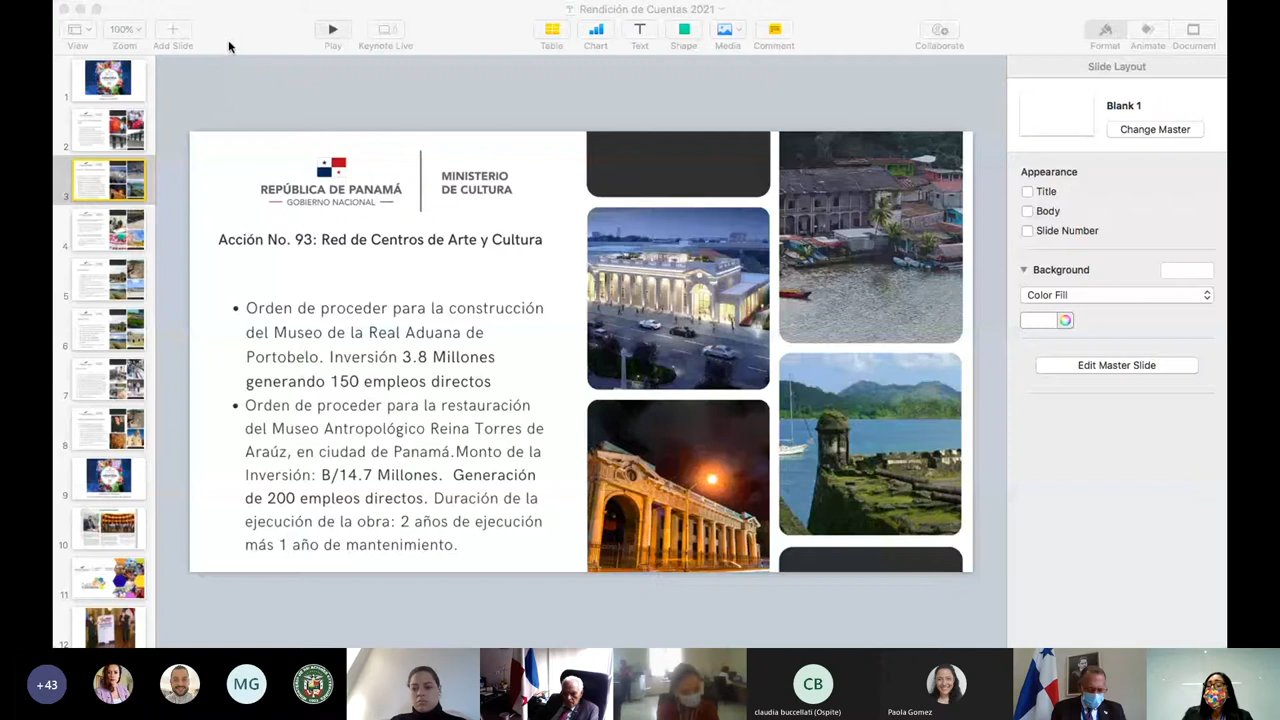 Rendición de Cuentas 2021
100%
View
Zoom
Add Slide
Play
Keynote Live
Table
Chart
Text
Shape
Media
Comment
Collaborate
Format
Animate
Document
Slide Layout
Blank 1
Change Master
Appearance
Title
Body
Slide Number
Background
Color Fill
Edit Master Slide
1
2
3
4
5
6
7
8
9
10
11
12
REPÚBLICA DE PANAMÁ
GOBIERNO NACIONAL
MINISTERIO
DE CULTURA
Acción No. 93: Red de Centros de Arte y Cultura
Orden de proceder para la construcción
del Museo de la Real Aduana de
Portobelo. Inversión 3.8 Millones
generando 150 empleos directos
Orden de proceder para la restauración
del Museo Antropológico Reina Torres de
Araúz, en ciudad de Panamá.Monto de la
Inversión: B/14.7 Millones. Generación
de 200 empleos directos. Duración de la
ejecución de la obra: 2 años de ejecución
más 1 año de mantenimiento.
+43
MG
CB
claudia buccellati (Ospite)
Paola Gomez